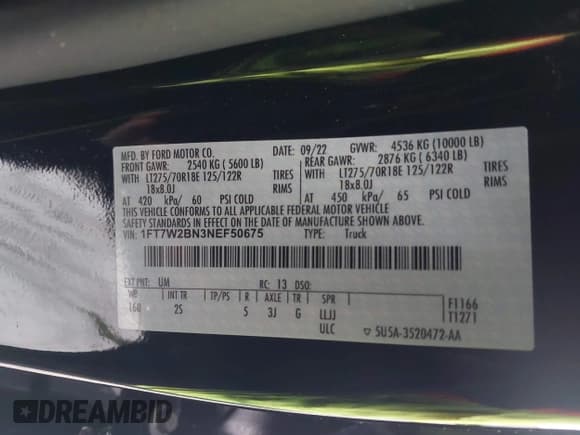 MFD. BY FORD MOTOR CO.
DATE: 09/22 GVWR: 4536 KG (10000 LB)
FRONT GAWR: 2540 KG ( 5600 LB) REAR GAWR: 2876 KG ( 6340 LB)
WITH LT275/70R18E 125/122R TIRES WITH LT275/70R18E 125/122R TIRES
18x8.0J RIMS 18x8.0J RIMS
AT 420 kPa/ 60 PSI COLD AT 450 kPa/ 65 PSI COLD
THIS VEHICLE CONFORMS TO ALL APPLICABLE FEDERAL MOTOR VEHICLE
SAFETY STANDARDS IN EFFECT ON THE DATE OF MANUFACTURE SHOWN ABOVE
VIN: 1FT7W2BN3NEF50675 TYPE: Truck
EXT PNT: UM RC: 13 DSO:
WB INT TR TP/PS R AXLE TR SPR F1166
160 2S 5 3J G LLJJ T1271
ULC 5U5A-3520472-AA
DREAMBID